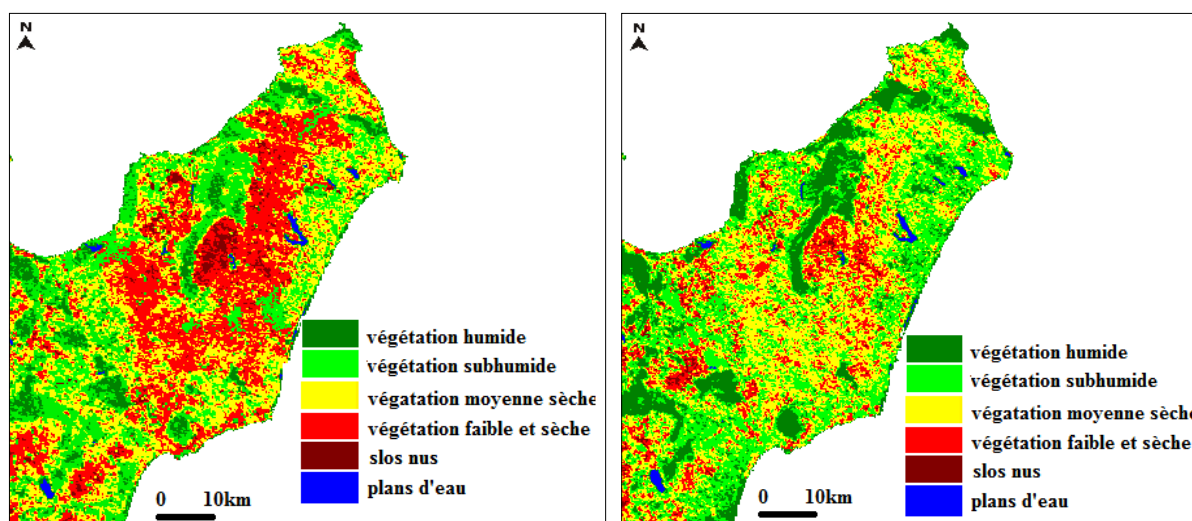 N
végétation humide
végétation subhumide
végatation moyenne sèche
végétation faible et sèche
slos nus
plans d'eau
0 10km
N
végétation humide
végétation subhumide
végatation moyenne sèche
végétation faible et sèche
slos nus
plans d'eau
0 10km